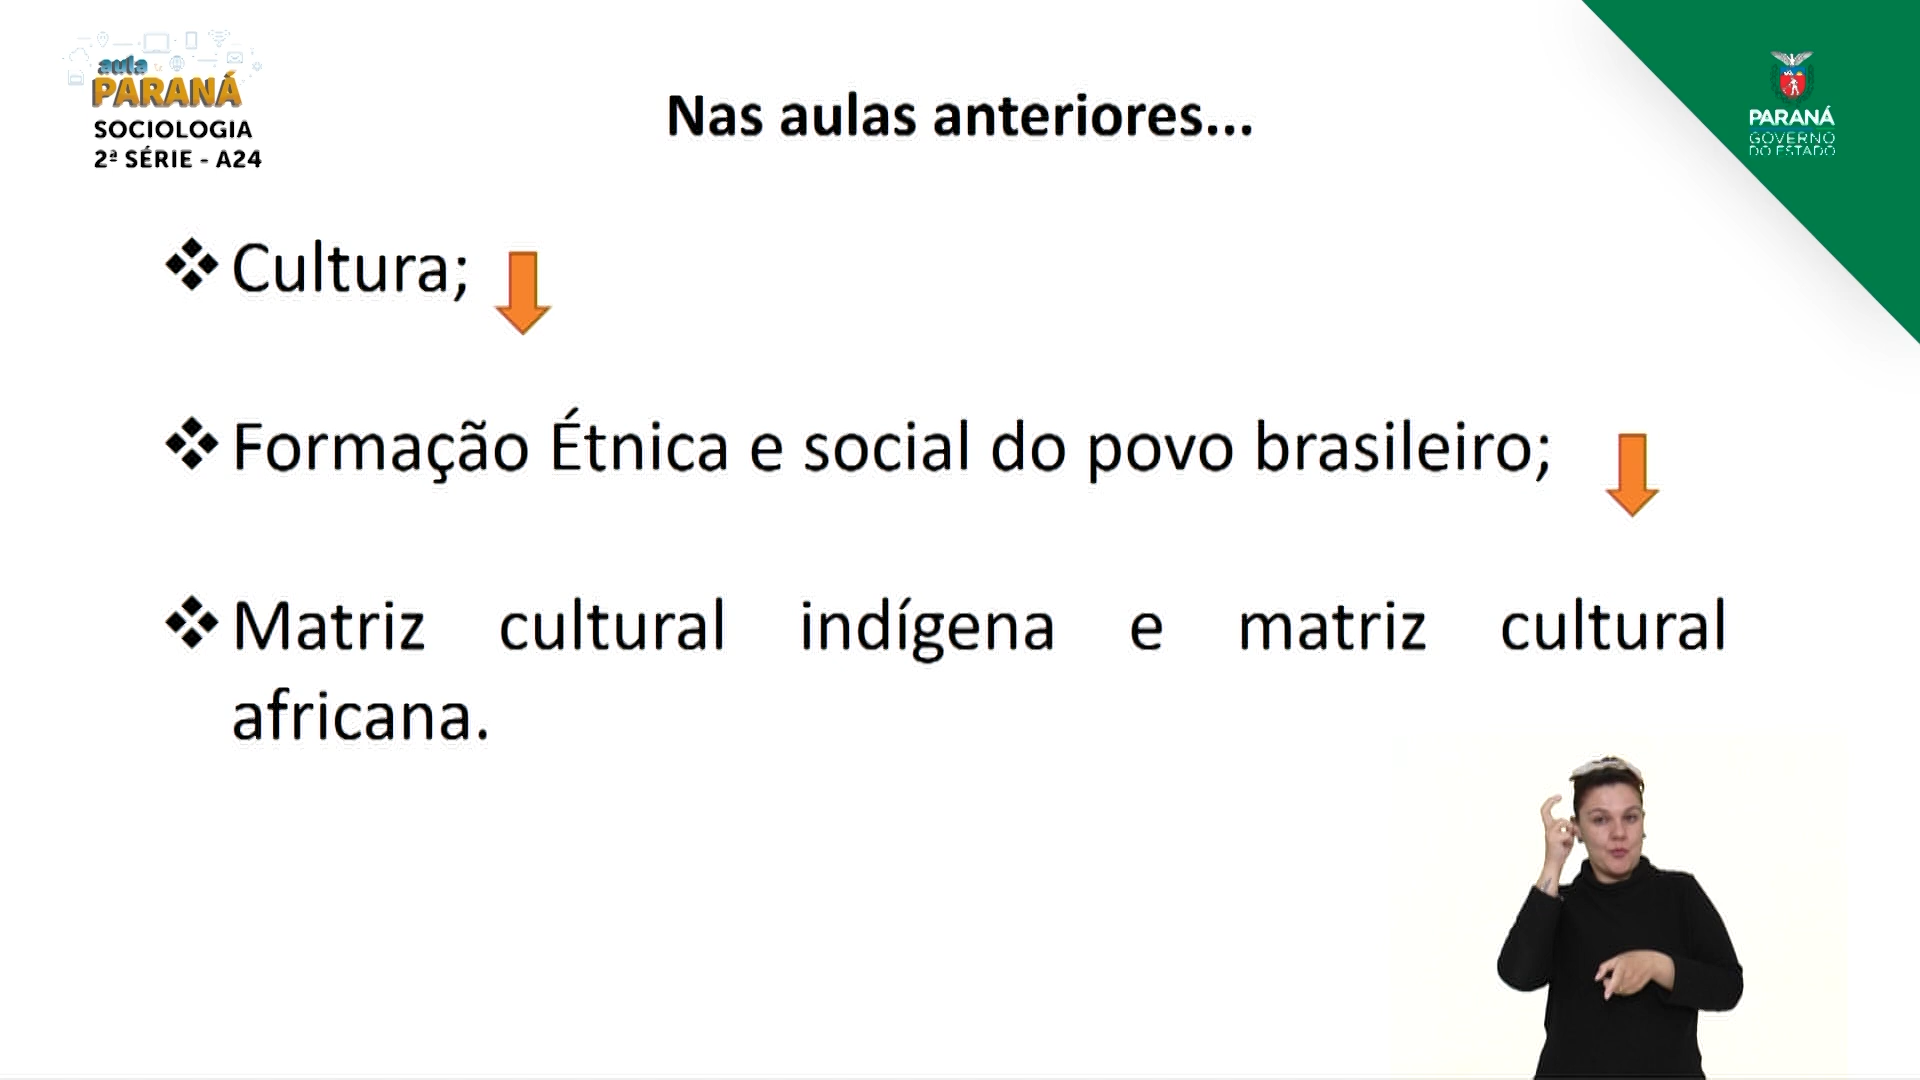 aula
PARANÁ
SOCIOLOGIA
2ª SÉRIE - A24
Nas aulas anteriores...
PARANÁ
GOVERNO
DO ESTADO
Cultura;
Formação Étnica e social do povo brasileiro;
Matriz cultural indígena e matriz cultural
africana.